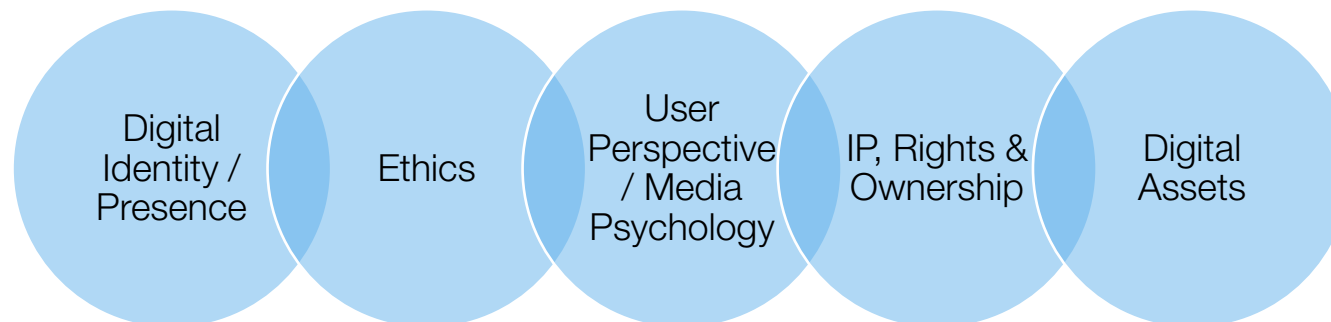 Digital
Identity /
Presence
Ethics
User
Perspective
/ Media
Psychology
IP, Rights &
Ownership
Digital
Assets